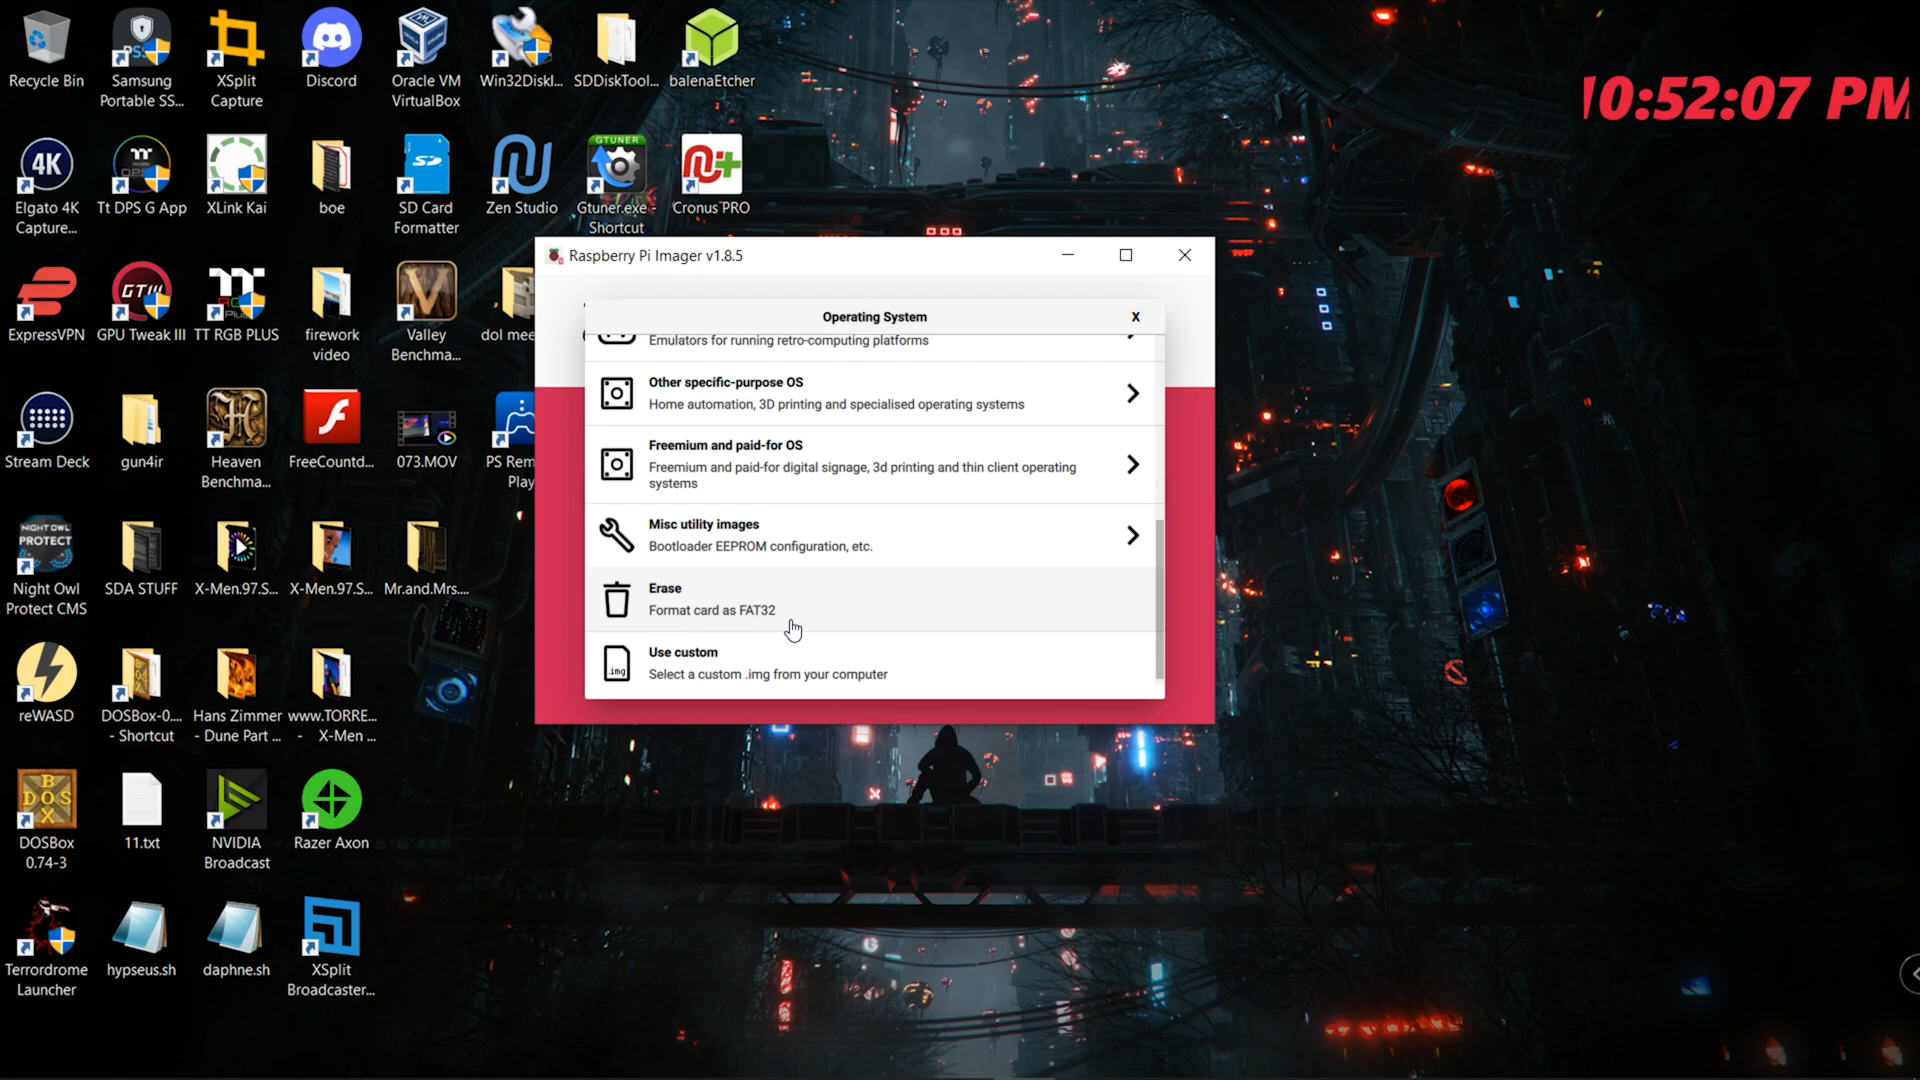 Recycle Bin
Samsung
Portable SS...
XSplit
Capture
Discord
Oracle VM
VirtualBox
Win32DiskI...
SDDiskTool...
balenaEtcher
10:52:07 PM
4K
Elgato 4K
Capture...
Tt DPS G App
XLink Kai
boe
SD
SD Card
Formatter
Zen Studio
GTUNER
Gtuner.exe -
Shortcut
Cronus PRO
ExpressVPN
GTIII
GPU Tweak III
TT RGB PLUS
firework
video
Valley
Benchma...
dol mee
Stream Deck
gun4ir
Heaven
Benchma...
FreeCountd...
073.MOV
PS Rem
Play
NIGHT OWL
PROTECT
Night Owl
Protect CMS
SDA STUFF
X-Men.97.S...
X-Men.97.S...
Mr.and.Mrs....
reWASD
DOSBox-0....
- Shortcut
Hans Zimmer
- Dune Part ...
www.TORRE...
- X-Men ...
BOX
DOS
DOSBox
0.74-3
11.txt
NVIDIA
Broadcast
Razer Axon
Terrordrome
Launcher
hypseus.sh
daphne.sh
XSplit
Broadcaster...
Raspberry Pi Imager v1.8.5
Operating System
X
Emulators for running retro-computing platforms
Other specific-purpose OS
Home automation, 3D printing and specialised operating systems
Freemium and paid-for OS
Freemium and paid-for digital signage, 3d printing and thin client operating
systems
Misc utility images
Bootloader EEPROM configuration, etc.
Erase
Format card as FAT32
Use custom
.img
Select a custom .img from your computer